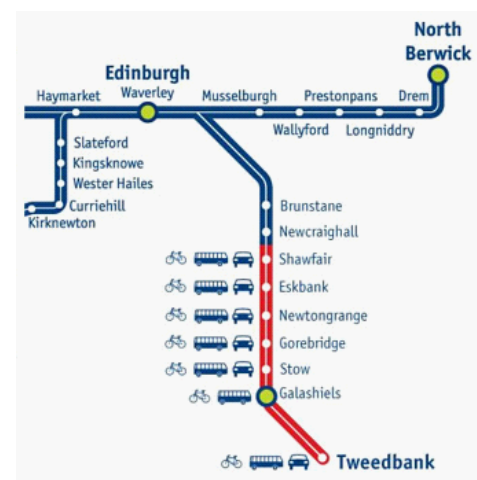 North
Berwick
Edinburgh
Haymarket
Waverley
Musselburgh
Prestonpans
Drem
Wallyford
Longniddry
Slateford
Kingsknowe
Wester Hailes
Curriehill
Kirknewton
Brunstane
Newcraighall
Shawfair
Eskbank
Newtongrange
Gorebridge
Stow
Galashiels
Tweedbank